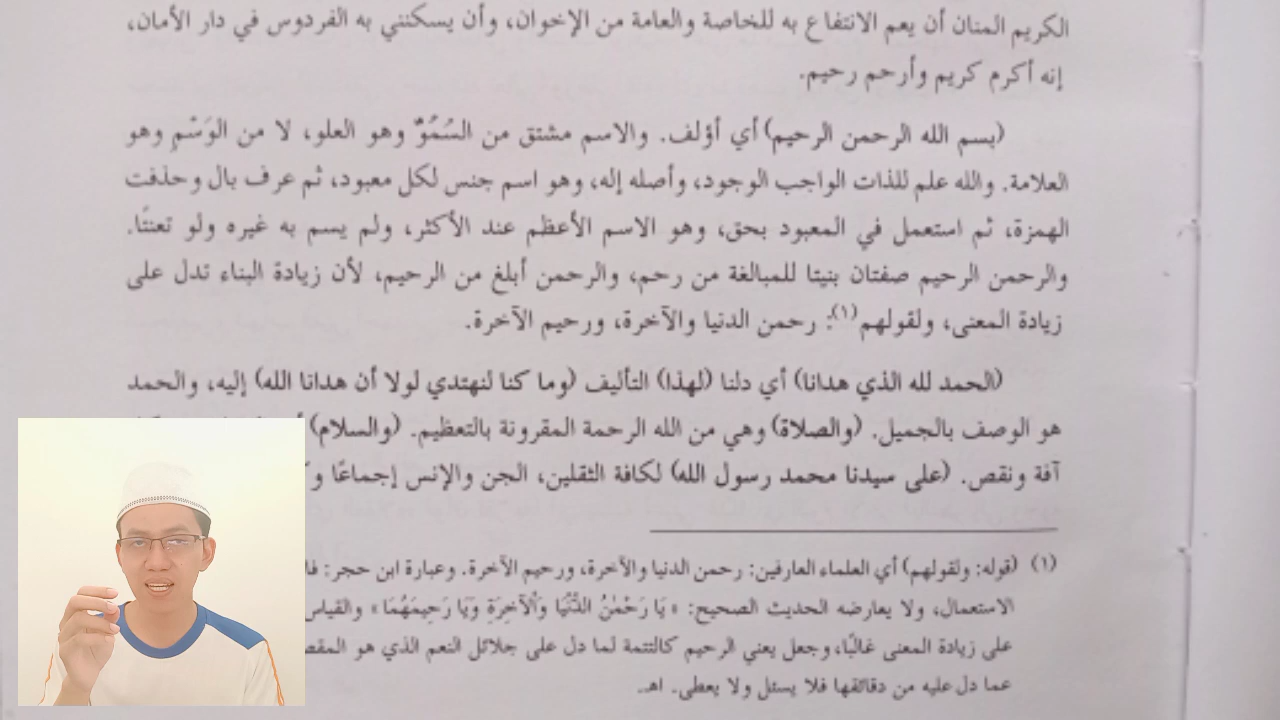 الكريم المنان أن يعم الانتفاع به للخاصة والعامة من الإخوان، وأن يسكنني به الفردوس في دار الأمان،
إنه أكرم كريم وأرحم رحيم.
(بسم الله الرحمن الرحيم) أي أؤلف. والاسم مشتق من السُمُوِّ وهو العلو، لا من الوَسْمِ وهو
العلامة. والله علم للذات الواجب الوجود، وأصله إله، وهو اسم جنس لكل معبود، ثم عرف بال وحذفت
الهمزة، ثم استعمل في المعبود بحق، وهو الاسم الأعظم عند الأكثر، ولم يسم به غيره ولو تعنتًا.
والرحمن الرحيم صفتان بنيتا للمبالغة من رحم، والرحمن أبلغ من الرحيم، لأن زيادة البناء تدل على
زيادة المعنى، ولقولهم(١): رحمن الدنيا والآخرة، ورحيم الآخرة.
(الحمد لله الذي هدانا) أي دلنا (لهذا) التأليف (وما كنا لنهتدي لولا أن هدانا الله) إليه، والحمد
هو الوصف بالجميل. (والصلاة) وهي من الله الرحمة المقرونة بالتعظيم. (والسلام)
آفة ونقص. (على سيدنا محمد رسول الله) لكافة الثقلين، الجن والإنس إجماعًا
(١) (قوله: ولقولهم) أي العلماء العارفين: رحمن الدنيا والآخرة، ورحيم الآخرة. وعبارة ابن حجر:
الاستعمال، ولا يعارضه الحديث الصحيح: «يَا رَحْمٰنُ الدُّنْيَا وَالْآخِرَةِ وَيَا رَحِيمَهُمَا» والقياس
على زيادة المعنى غالبًا، وجعل يعني الرحيم كالتتمة لما دل على جلائل النعم الذي هو
عما دل عليه من دقائقها فلا يسئل ولا يعطى. اهـ.